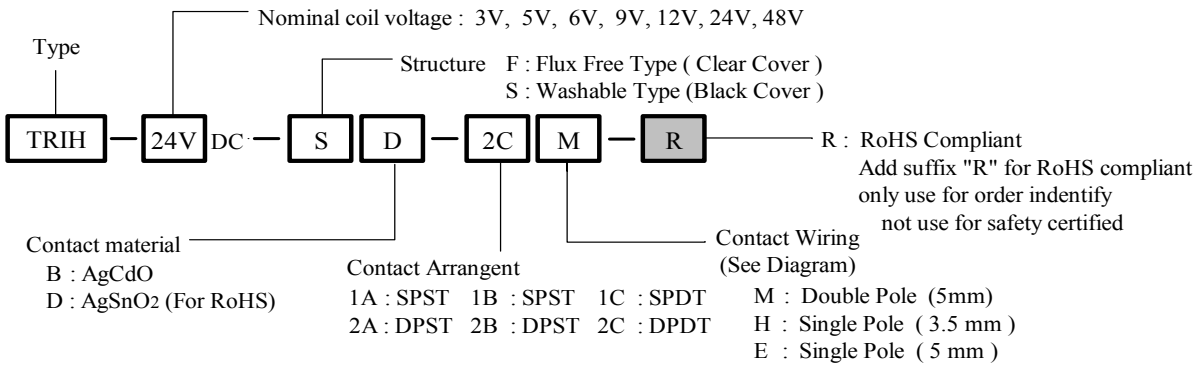 Nominal coil voltage : 3V, 5V, 6V, 9V, 12V, 24V, 48V
Type
Structure F : Flux Free Type ( Clear Cover )
S : Washable Type (Black Cover )
TRIH 24V DC S D 2C M R
R : RoHS Compliant
Add suffix "R" for RoHS compliant
only use for order indentify
not use for safety certified
Contact material
B : AgCdO
D : AgSnO2 (For RoHS)
Contact Arrangent
1A : SPST 1B : SPST 1C : SPDT
2A : DPST 2B : DPST 2C : DPDT
Contact Wiring
(See Diagram)
M : Double Pole (5mm)
H : Single Pole ( 3.5 mm )
E : Single Pole ( 5 mm )